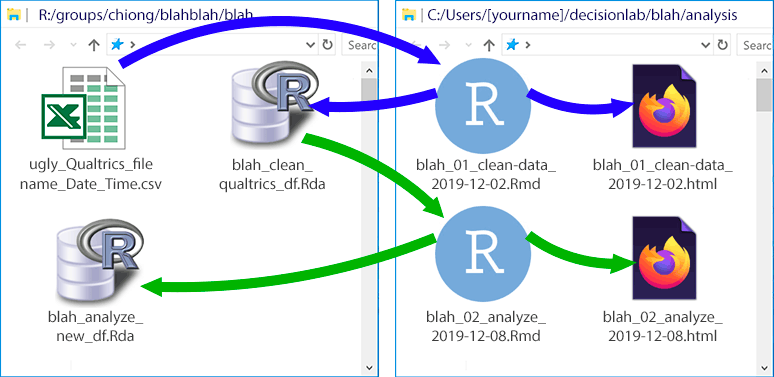 R:/groups/chiong/blahblah/blah
Searc
ugly_Qualtrics_file
name_Date_Time.csv
R
blah_clean_
qualtrics_df.Rda
R
blah_analyze_
new_df.Rda
C:/Users/[yourname]/decisionlab/blah/analysis
Searc
R
blah_01_clean-data_
2019-12-02.Rmd
blah_01_clean-data_
2019-12-02.html
R
blah_02_analyze_
2019-12-08.Rmd
blah_02_analyze_
2019-12-08.html